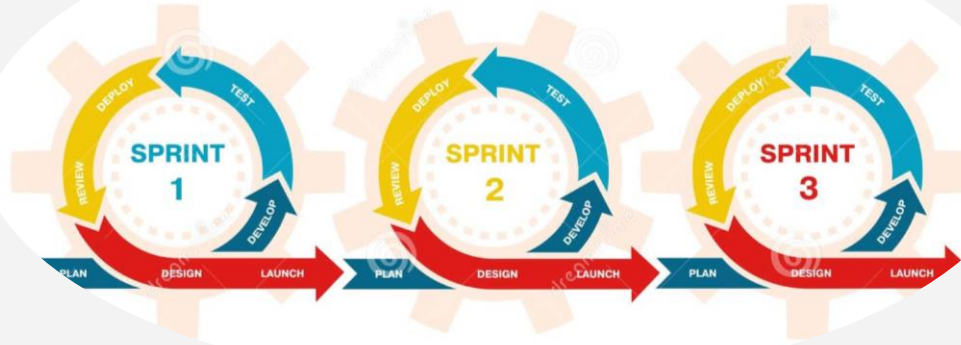 SPRINT
1
DEPLOY
TEST
REVIEW
DEVELOP
PLAN
DESIGN
LAUNCH
SPRINT
2
DEPLOY
TEST
REVIEW
DEVELOP
PLAN
DESIGN
LAUNCH
SPRINT
3
DEPLOY
TEST
REVIEW
DEVELOP
PLAN
DESIGN
LAUNCH